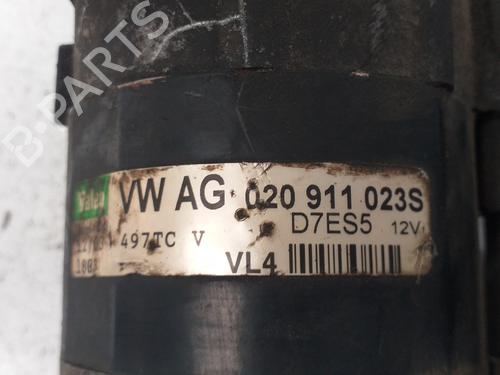 B-PARTS
Valeo VW AG 020 911 023S
D7ES5 12V
497TC V
VL4